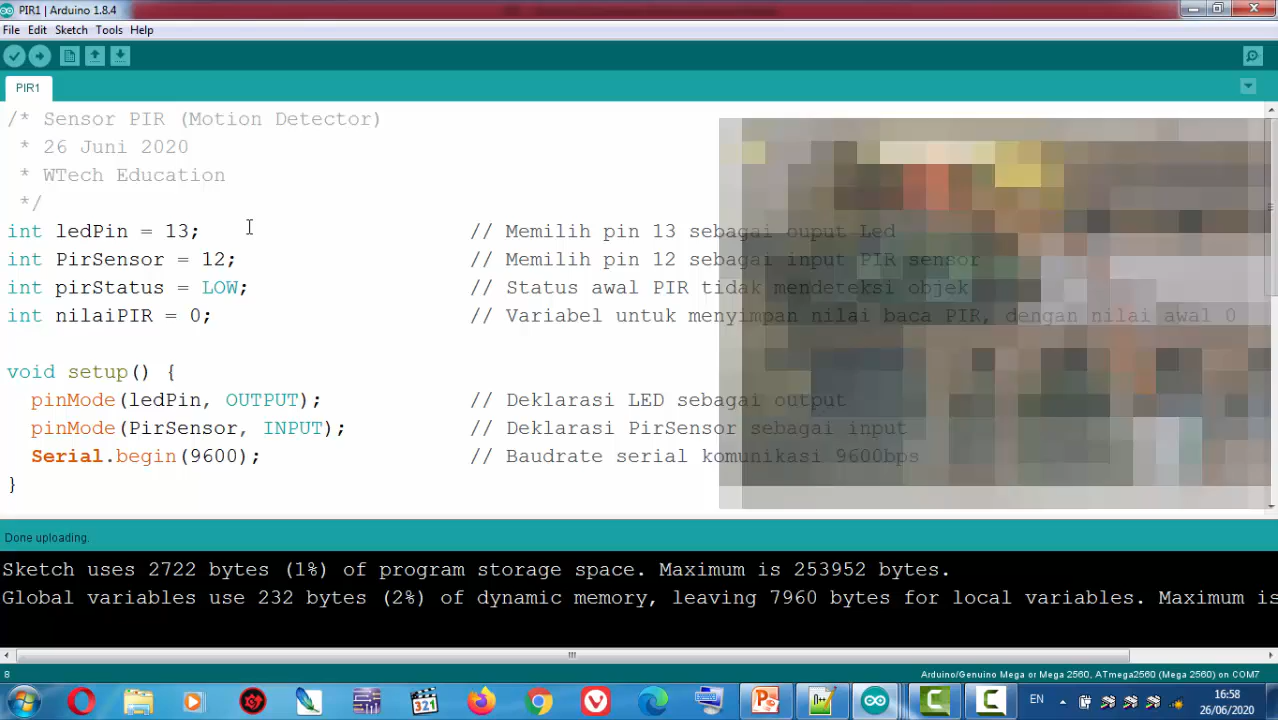 PIR1 | Arduino 1.8.4
File Edit Sketch Tools Help
PIR1
/* Sensor PIR (Motion Detector)
* 26 Juni 2020
* WTech Education
*/
int ledPin = 13; // Memilih pin 13 sebagai ouput Led
int PirSensor = 12; // Memilih pin 12 sebagai input PIR sensor
int pirStatus = LOW; // Status awal PIR tidak mendeteksi objek
int nilaiPIR = 0; // Variabel untuk menyimpan nilai baca PIR, dengan nilai awal 0
void setup() {
pinMode(ledPin, OUTPUT); // Deklarasi LED sebagai output
pinMode(PirSensor, INPUT); // Deklarasi PirSensor sebagai input
Serial.begin(9600); // Baudrate serial komunikasi 9600bps
}
Done uploading.
Sketch uses 2722 bytes (1%) of program storage space. Maximum is 253952 bytes.
Global variables use 232 bytes (2%) of dynamic memory, leaving 7960 bytes for local variables. Maximum is
8 Arduino/Genuino Mega or Mega 2560, ATmega2560 (Mega 2560) on COM7
321 EN 16:58
26/06/2020